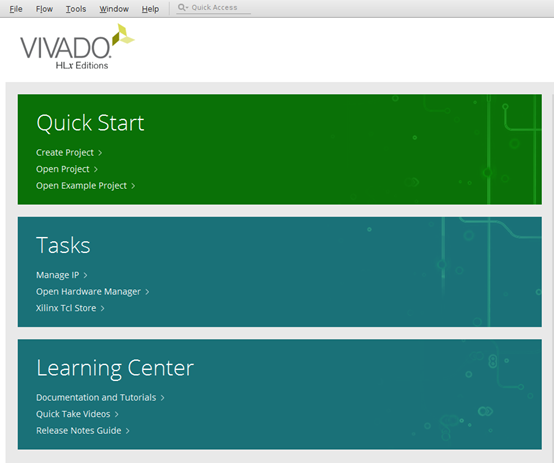 File Flow Tools Window Help Quick Access
VIVADO.
HLx Editions
Quick Start
Create Project >
Open Project >
Open Example Project >
Tasks
Manage IP >
Open Hardware Manager >
Xilinx Tcl Store >
Learning Center
Documentation and Tutorials >
Quick Take Videos >
Release Notes Guide >